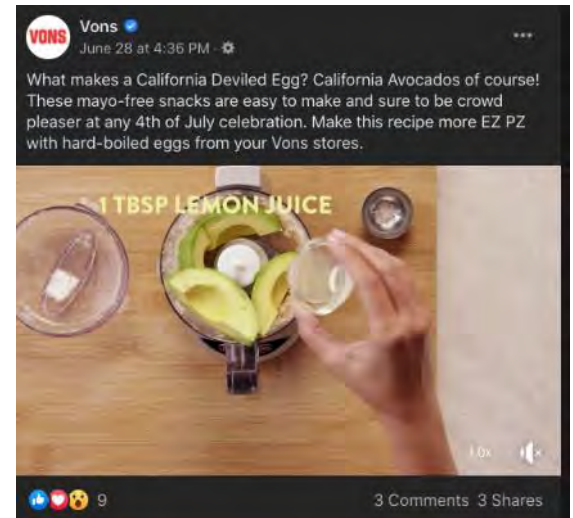 VONS
Vons
June 28 at 4:36 PM ·
What makes a California Deviled Egg? California Avocados of course!
These mayo-free snacks are easy to make and sure to be crowd
pleaser at any 4th of July celebration. Make this recipe more EZ PZ
with hard-boiled eggs from your Vons stores.
1 TBSP LEMON JUICE
1.0x
9
3 Comments 3 Shares